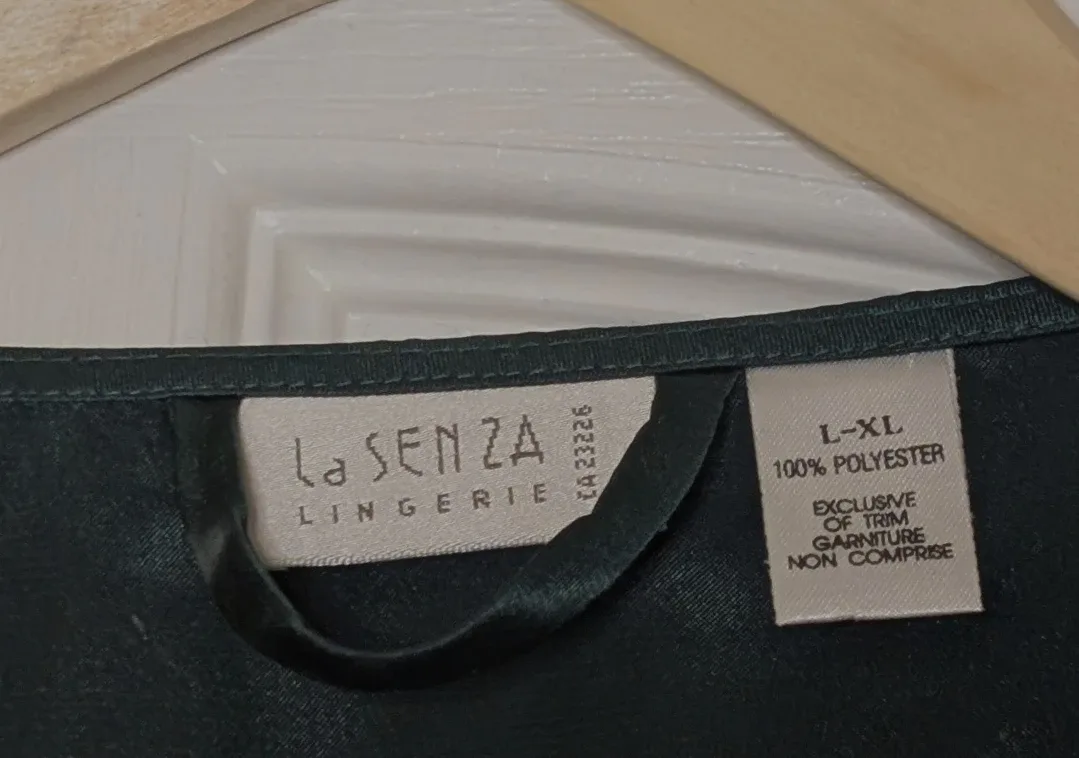 La SENZA
LINGERIE
CA 23226
L-XL
100% POLYESTER
EXCLUSIVE
OF TRIM
GARNITURE
NON COMPRISE